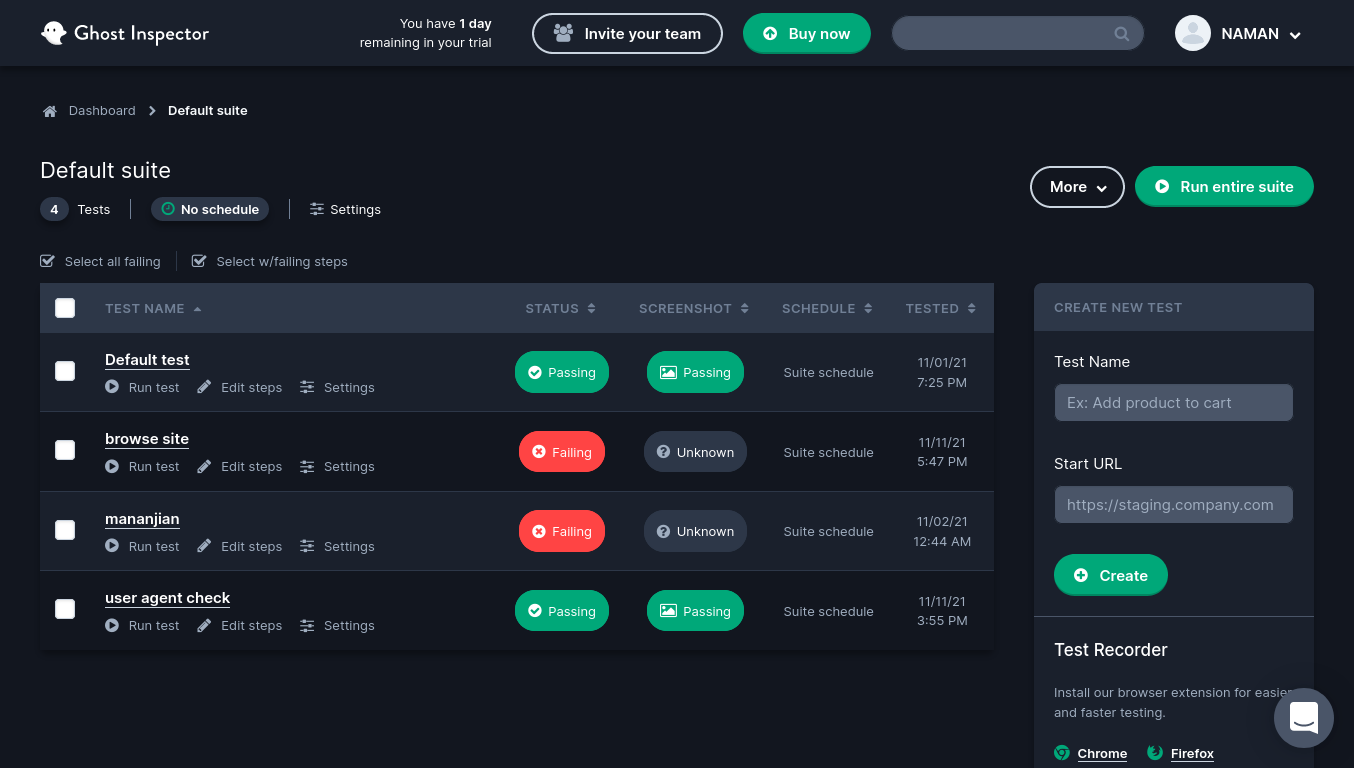 Ghost Inspector
You have 1 day
remaining in your trial
Invite your team
Buy now
NAMAN
Dashboard
Default suite
Default suite
4 Tests
No schedule
Settings
More
Run entire suite
Select all failing
Select w/failing steps
TEST NAME
STATUS
SCREENSHOT
SCHEDULE
TESTED
Default test
Run test
Edit steps
Settings
Passing
Passing
Suite schedule
11/01/21
7:25 PM
browse site
Run test
Edit steps
Settings
Failing
Unknown
Suite schedule
11/11/21
5:47 PM
mananjian
Run test
Edit steps
Settings
Failing
Unknown
Suite schedule
11/02/21
12:44 AM
user agent check
Run test
Edit steps
Settings
Passing
Passing
Suite schedule
11/11/21
3:55 PM
CREATE NEW TEST
Test Name
Ex: Add product to cart
Start URL
https://staging.company.com
Create
Test Recorder
Install our browser extension for easier
and faster testing.
Chrome
Firefox